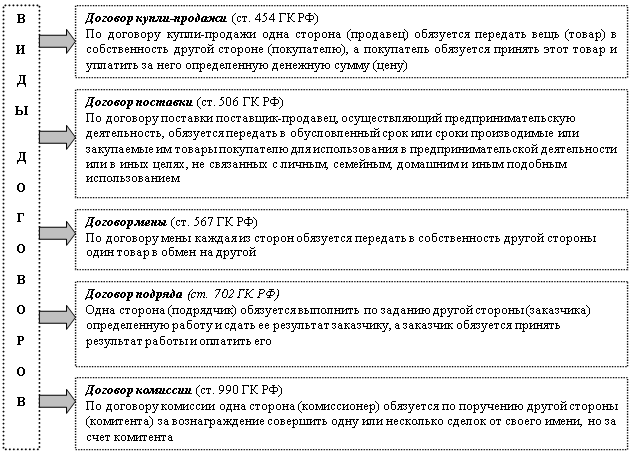 ВИДЫ ДОГОВОРОВ
Договор купли-продажи (ст. 454 ГК РФ)
По договору купли-продажи одна сторона (продавец) обязуется передать вещь (товар) в
собственность другой стороне (покупателю), а покупатель обязуется принять этот товар и
уплатить за него определенную денежную сумму (цену)
Договор поставки (ст. 506 ГК РФ)
По договору поставки поставщик-продавец, осуществляющий предпринимательскую
деятельность, обязуется передать в обусловленный срок или сроки производимые или
закупаемые им товары покупателю для использования в предпринимательской деятельности
или в иных целях, не связанных с личным, семейным, домашним и иным подобным
использованием
Договор мены (ст. 567 ГК РФ)
По договору мены каждая из сторон обязуется передать в собственность другой стороны
один товар в обмен на другой
Договор подряда (ст. 702 ГК РФ)
Одна сторона (подрядчик) обязуется выполнить по заданию другой стороны (заказчика)
определенную работу и сдать ее результат заказчику, а заказчик обязуется принять
результат работы и оплатить его
Договор комиссии (ст. 990 ГК РФ)
По договору комиссии одна сторона (комиссионер) обязуется по поручению другой стороны
(комитента) за вознаграждение совершить одну или несколько сделок от своего имени, но за
счет комитента